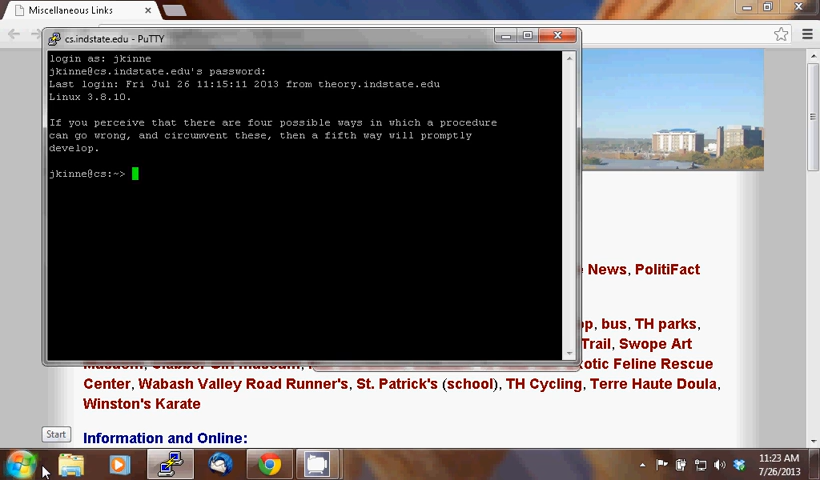 Miscellaneous Links
cs.indstate.edu - PuTTY
login as: jkinne
jkinne@cs.indstate.edu's password:
Last login: Fri Jul 26 11:15:11 2013 from theory.indstate.edu
Linux 3.8.10.
If you perceive that there are four possible ways in which a procedure
can go wrong, and circumvent these, then a fifth way will promptly
develop.
jkinne@cs:~>
News, PolitiFact
bus, TH parks,
Trail, Swope Art
Feline Rescue
Center, Wabash Valley Road Runner's, St. Patrick's (school), TH Cycling, Terre Haute Doula,
Winston's Karate
Information and Online:
Start
11:23 AM
7/26/2013